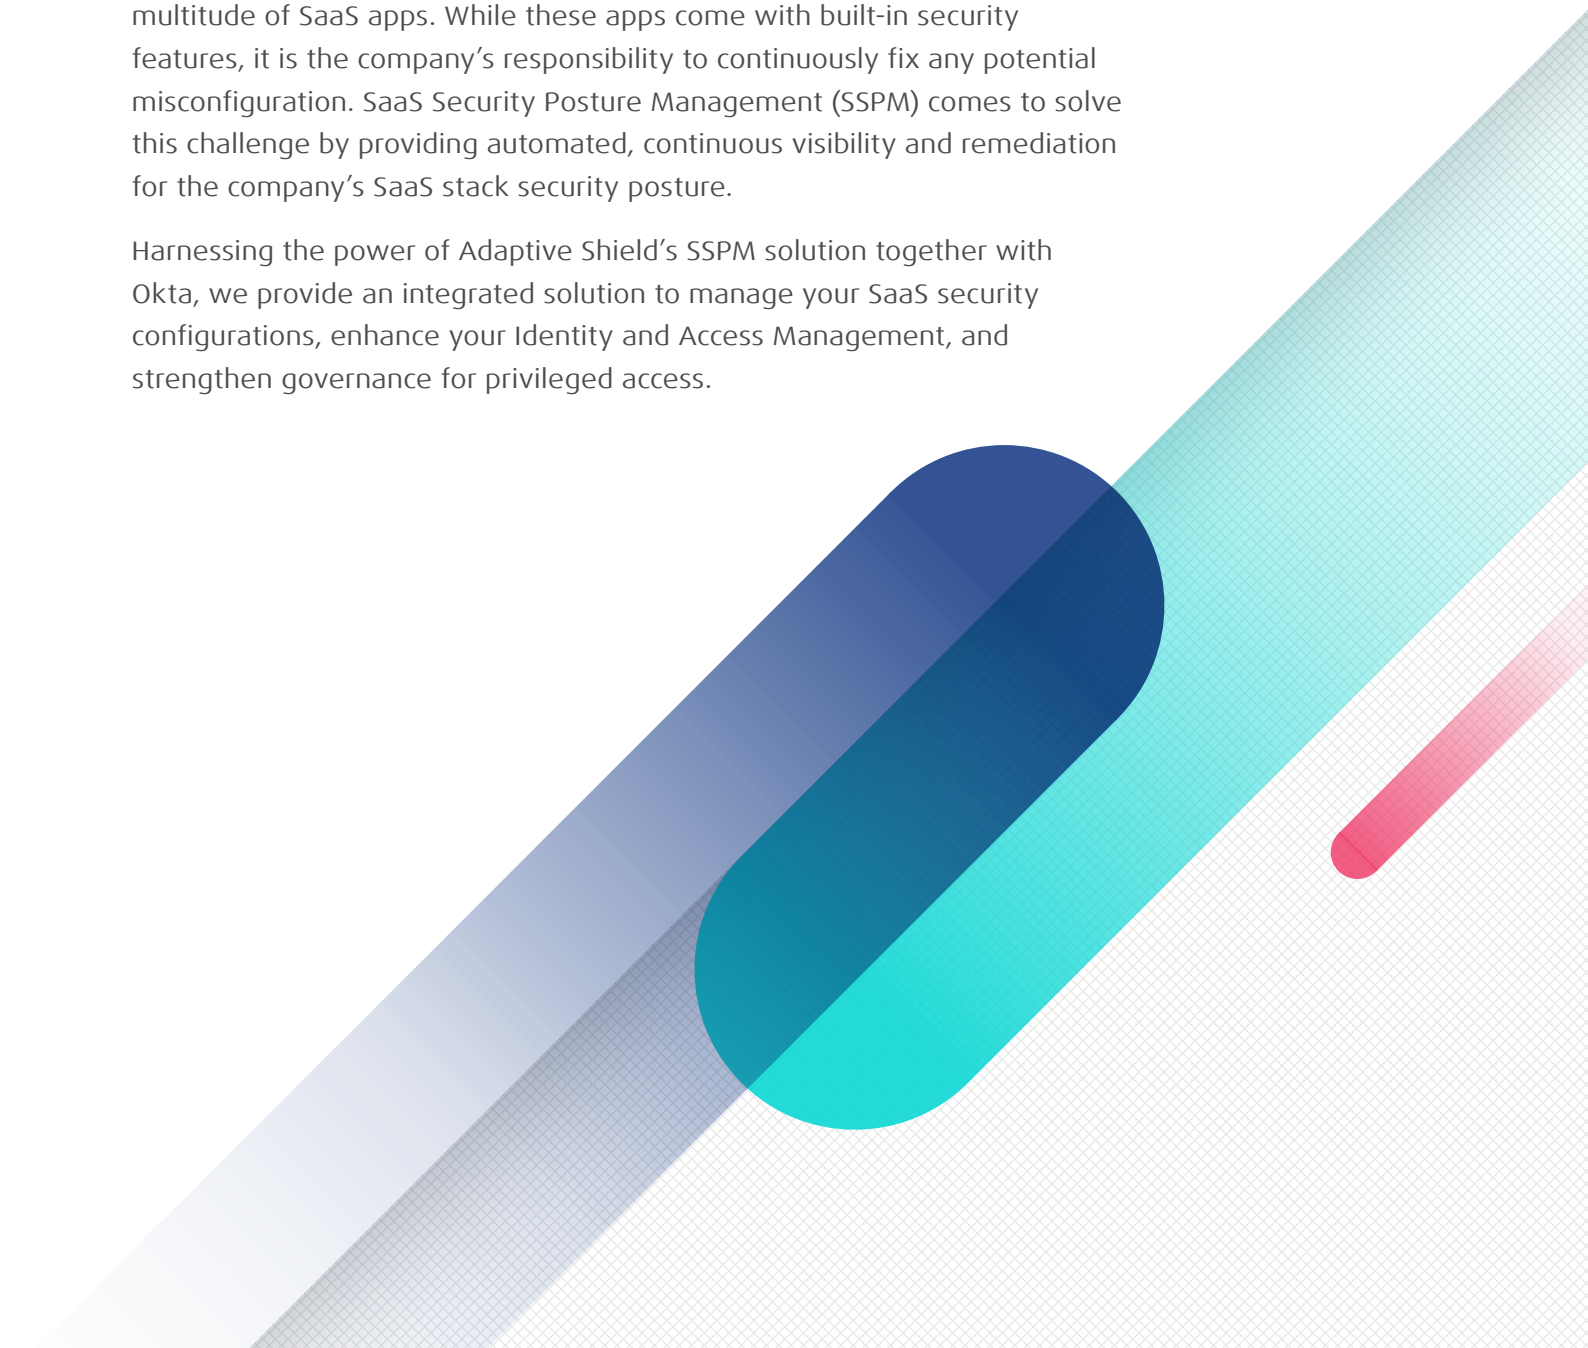 multitude of SaaS apps. While these apps come with built-in security
features, it is the company’s responsibility to continuously fix any potential
misconfiguration. SaaS Security Posture Management (SSPM) comes to solve
this challenge by providing automated, continuous visibility and remediation
for the company’s SaaS stack security posture.
Harnessing the power of Adaptive Shield’s SSPM solution together with
Okta, we provide an integrated solution to manage your SaaS security
configurations, enhance your Identity and Access Management, and
strengthen governance for privileged access.